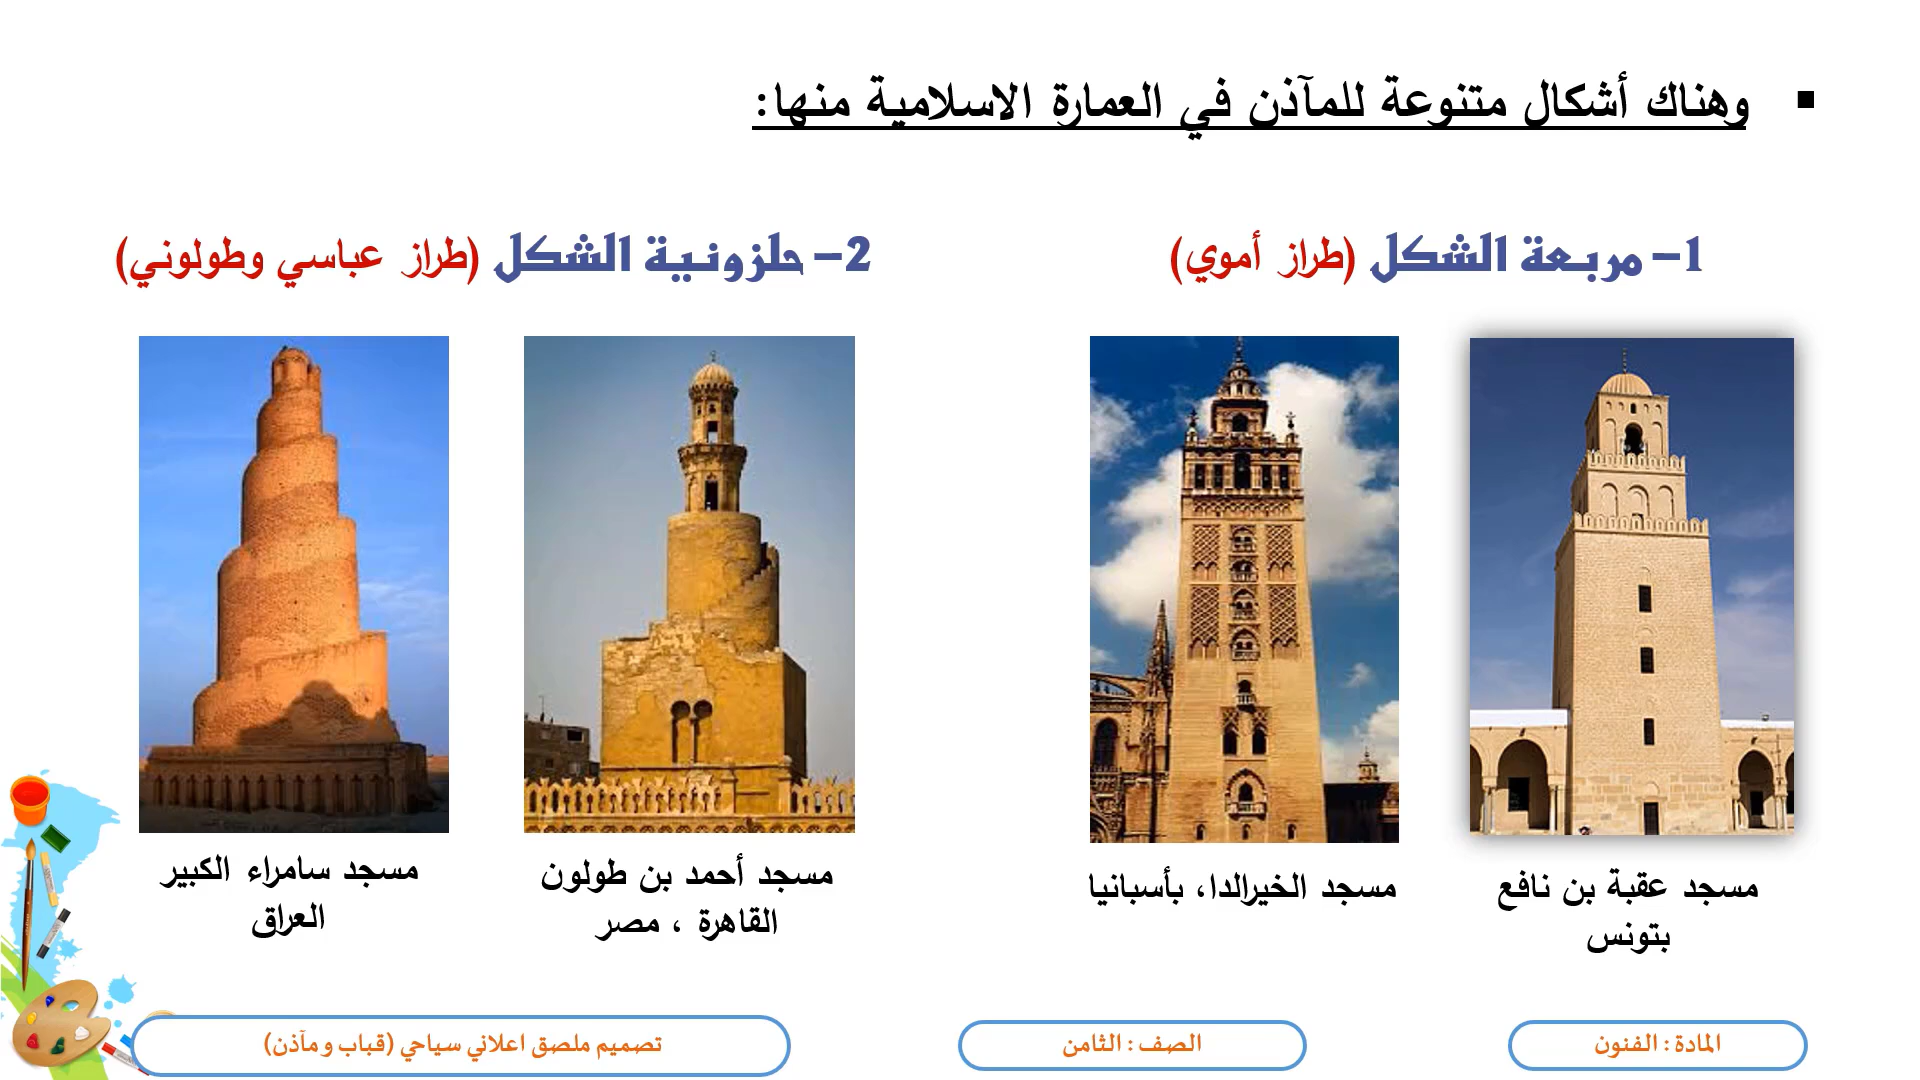 ▪ وهناك أشكال متنوعة للمآذن في العمارة الاسلامية منها:
1- مربعة الشكل (طراز أموي)
2- حلزونية الشكل (طراز عباسي وطولوني)
مسجد عقبة بن نافع
بتونس
مسجد الخيرالدا، بأسبانيا
مسجد أحمد بن طولون
القاهرة ، مصر
مسجد سامراء الكبير
العراق
المادة : الفنون
الصف : الثامن
تصميم ملصق اعلاني سياحي (قباب و مآذن)